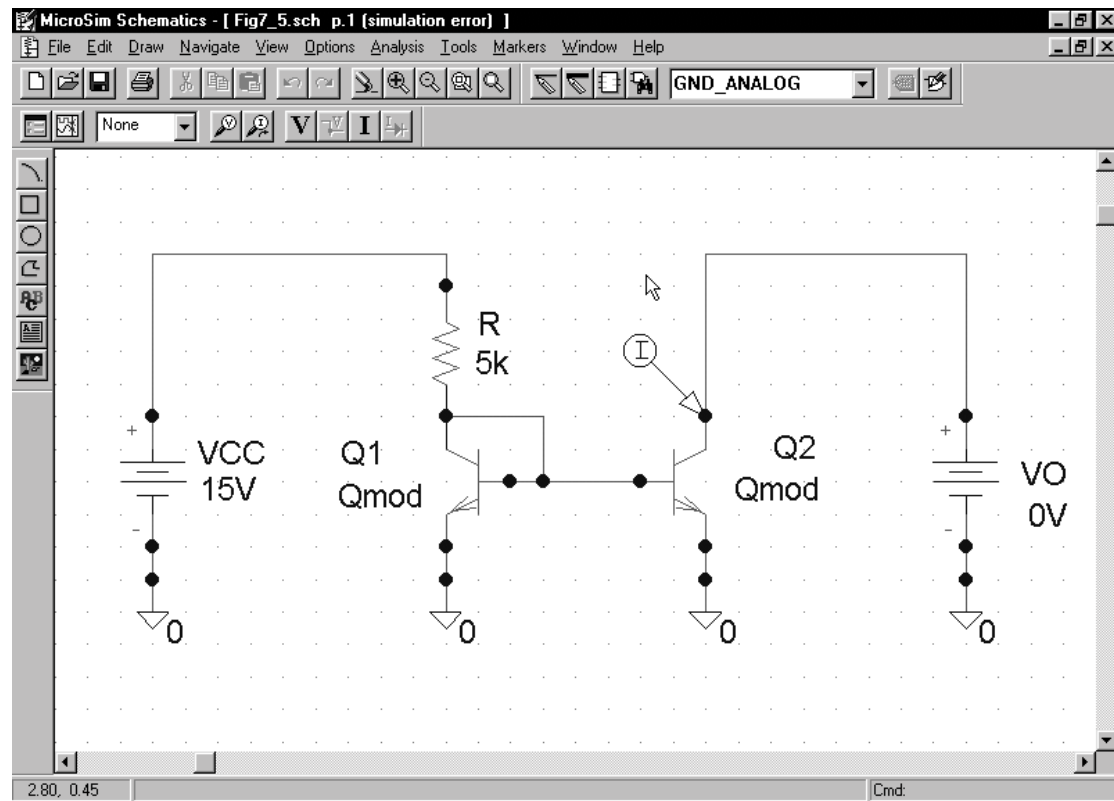 MicroSim Schematics - [ Fig7_5.sch p.1 (simulation error) ]
File Edit Draw Navigate View Options Analysis Tools Markers Window Help
GND_ANALOG
None V I
R
5k
I
+ VCC
15V
-
Q1
Qmod
Q2
Qmod
+ VO
0V
-
0 0 0 0
2.80, 0.45 Cmd: